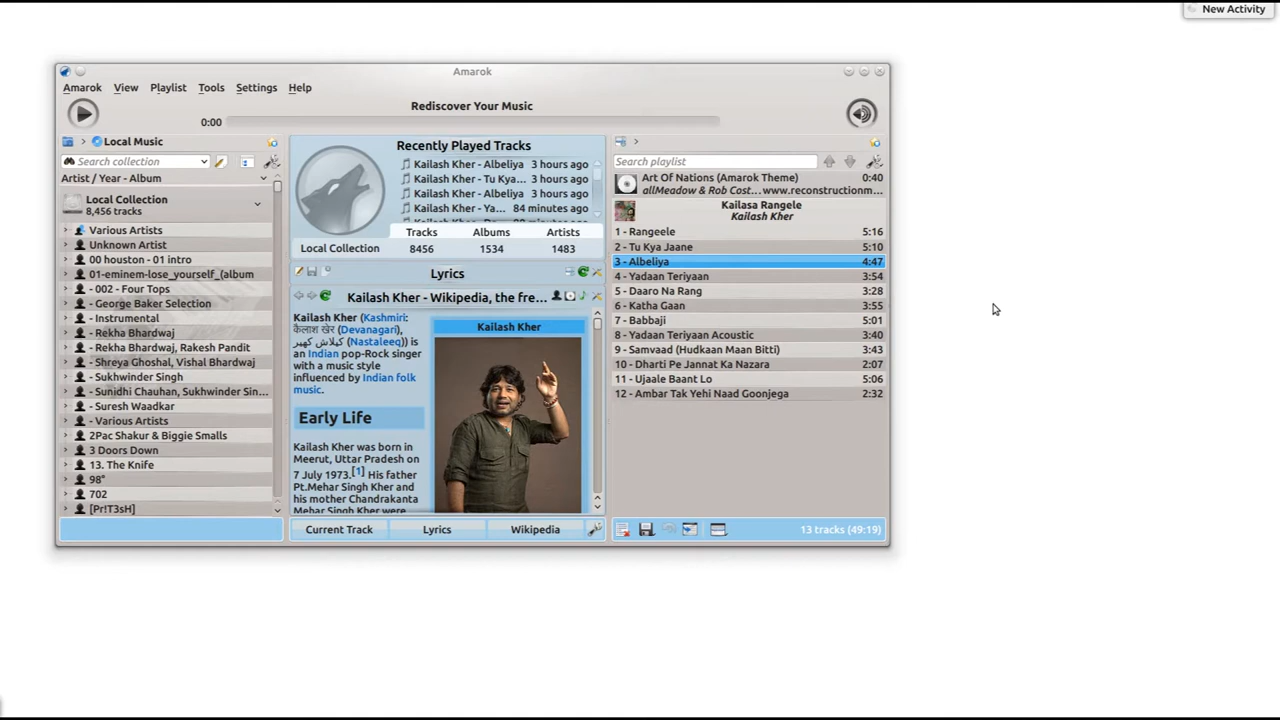 New Activity
Amarok
Amarok View Playlist Tools Settings Help
Rediscover Your Music
0:00
Local Music
Search collection
Artist / Year - Album
Local Collection
8,456 tracks
Various Artists
Unknown Artist
00 houston - 01 intro
01-eminem-lose_yourself_(album
- 002 - Four Tops
- George Baker Selection
- Instrumental
- Rekha Bhardwaj
- Rekha Bhardwaj, Rakesh Pandit
- Shreya Ghoshal, Vishal Bhardwaj
- Sukhwinder Singh
- Sunidhi Chauhan, Sukhwinder Sin...
- Suresh Waadkar
- Various Artists
2Pac Shakur & Biggie Smalls
3 Doors Down
13. The Knife
98°
702
[Pr!T3sH]
Recently Played Tracks
Kailash Kher - Albeliya 3 hours ago
Kailash Kher - Tu Kya... 3 hours ago
Kailash Kher - Albeliya 3 hours ago
Kailash Kher - Ya... 84 minutes ago
Tracks Albums Artists
Local Collection 8456 1534 1483
Lyrics
Kailash Kher - Wikipedia, the fre...
Kailash Kher (Kashmiri:
कैलाश खेर (Devanagari),
کیلاش کھیر (Nastaleeq)) is
an Indian pop-Rock singer
with a music style
influenced by Indian folk
music.
Kailash Kher
Early Life
Kailash Kher was born in
Meerut, Uttar Pradesh on
7 July 1973.[1] His father
Pt.Mehar Singh Kher and
his mother Chandrakanta
Mehar Singh Kher were
Current Track Lyrics Wikipedia
Search playlist
Art Of Nations (Amarok Theme) 0:40
allMeadow & Rob Cost... www.reconstructionm...
Kailasa Rangele
Kailash Kher
1 - Rangeele 5:16
2 - Tu Kya Jaane 5:10
3 - Albeliya 4:47
4 - Yadaan Teriyaan 3:54
5 - Daaro Na Rang 3:28
6 - Katha Gaan 3:55
7 - Babbaji 5:01
8 - Yadaan Teriyaan Acoustic 3:40
9 - Samvaad (Hudkaan Maan Bitti) 3:43
10 - Dharti Pe Jannat Ka Nazara 2:07
11 - Ujaale Baant Lo 5:06
12 - Ambar Tak Yehi Naad Goonjega 2:32
13 tracks (49:19)